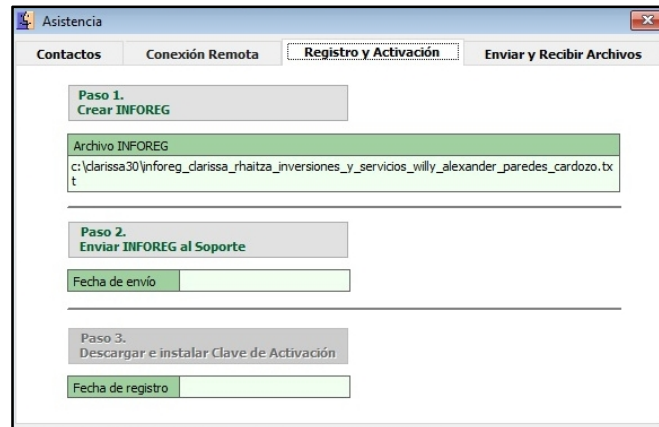 Asistencia
Contactos
Conexión Remota
Registro y Activación
Enviar y Recibir Archivos
Paso 1.
Crear INFOREG
Archivo INFOREG
c:\clarissa30\inforeg_clarissa_rhaitza_inversiones_y_servicios_willy_alexander_paredes_cardozo.tx
t
Paso 2.
Enviar INFOREG al Soporte
Fecha de envío
Paso 3.
Descargar e instalar Clave de Activación
Fecha de registro